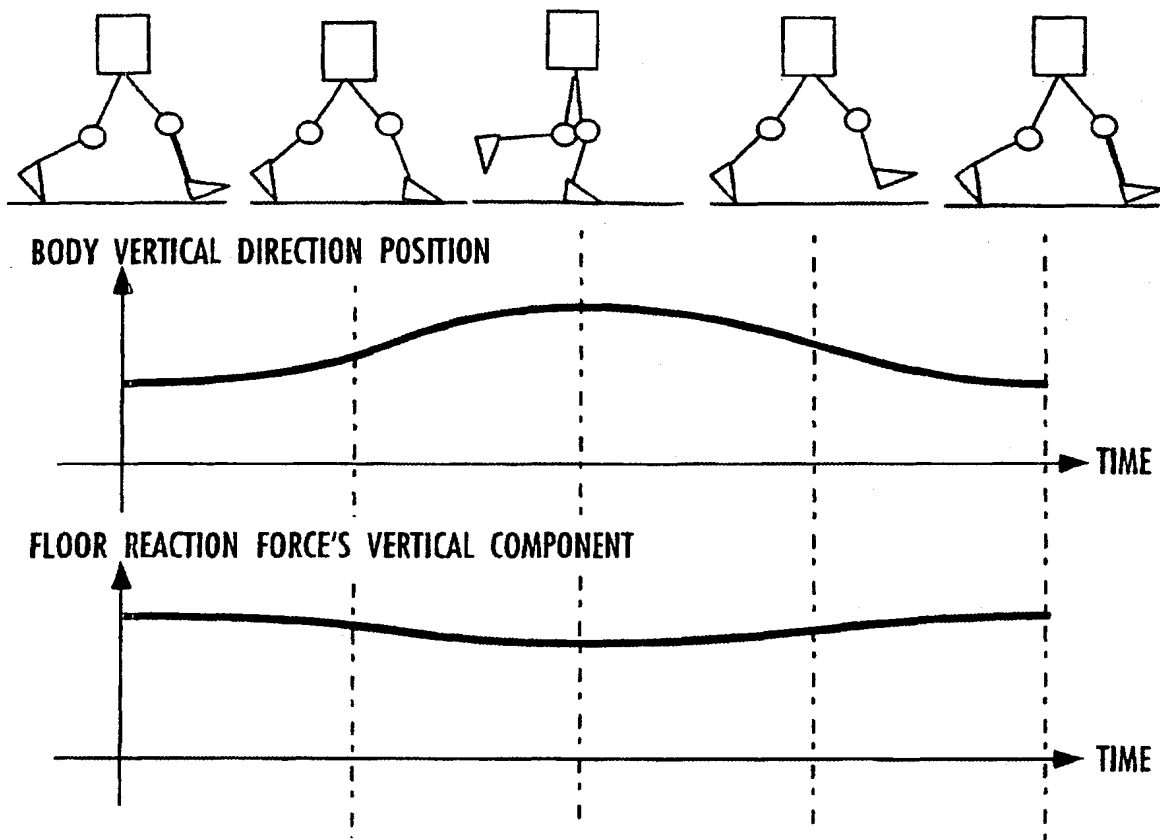 BODY VERTICAL DIRECTION POSITION
TIME
FLOOR REACTION FORCE'S VERTICAL COMPONENT
TIME